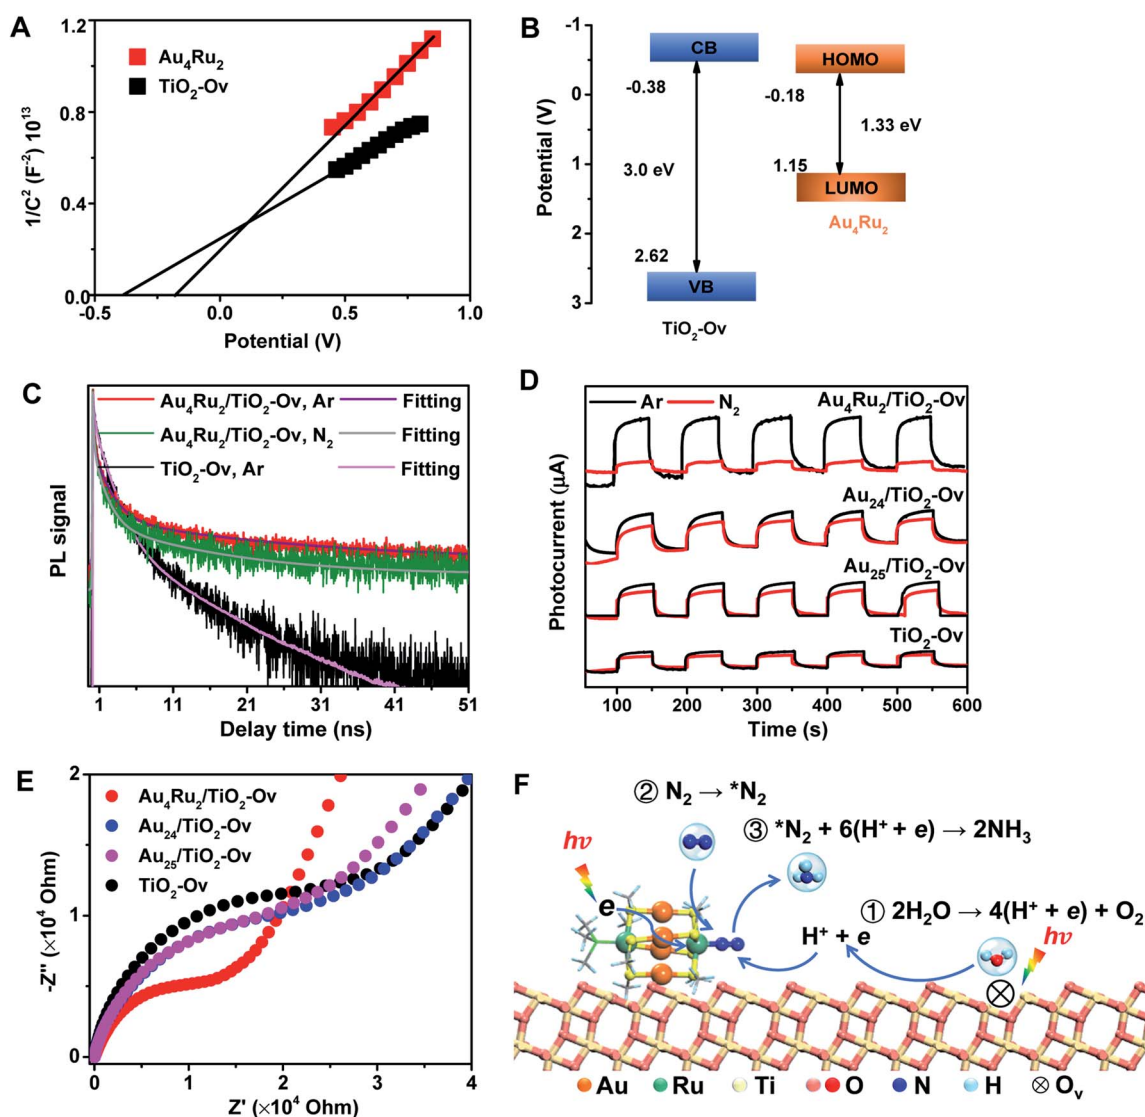 A
1.2
0.9
0.6
0.3
0.0
1/C² (F⁻²) 10¹³
Au₄Ru₂
TiO₂-Ov
-0.5
0.0
0.5
1.0
Potential (V)
B
-1
0
1
2
3
Potential (V)
CB
-0.38
3.0 eV
2.62
VB
TiO₂-Ov
HOMO
-0.18
1.33 eV
1.15
LUMO
Au₄Ru₂
C
Au₄Ru₂/TiO₂-Ov, Ar
Fitting
Au₄Ru₂/TiO₂-Ov, N₂
Fitting
TiO₂-Ov, Ar
Fitting
PL signal
1
11
21
31
41
51
Delay time (ns)
D
Ar
N₂
Au₄Ru₂/TiO₂-Ov
Au₂₄/TiO₂-Ov
Au₂₅/TiO₂-Ov
TiO₂-Ov
Photocurrent (μA)
100
200
300
400
500
600
Time (s)
E
2
1
0
-Z'' (×10⁴ Ohm)
Au₄Ru₂/TiO₂-Ov
Au₂₄/TiO₂-Ov
Au₂₅/TiO₂-Ov
TiO₂-Ov
0
1
2
3
4
Z' (×10⁴ Ohm)
F
② N₂ → *N₂
③ *N₂ + 6(H⁺ + e) → 2NH₃
hν
e
① 2H₂O → 4(H⁺ + e) + O₂
H⁺ + e
hν
Au
Ru
Ti
O
N
H
Oᵥ